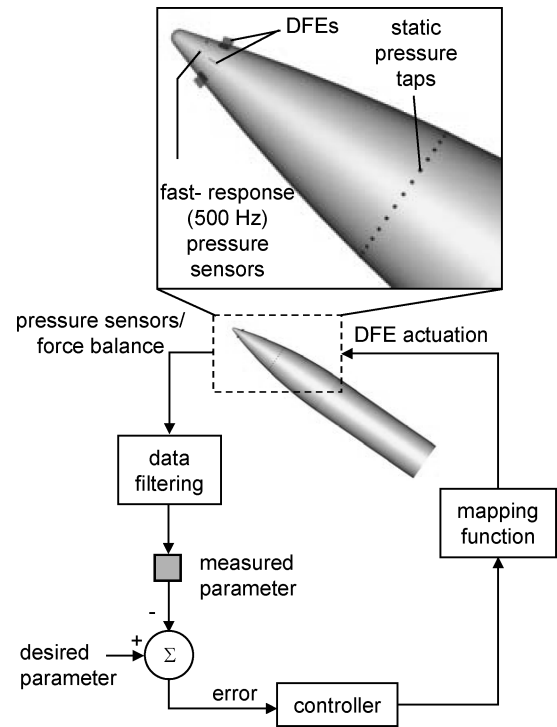 DFEs
static
pressure
taps
fast- response
(500 Hz)
pressure
sensors
pressure sensors/
force balance
DFE actuation
data
filtering
mapping
function
measured
parameter
-
+
desired
parameter
Σ
error
controller